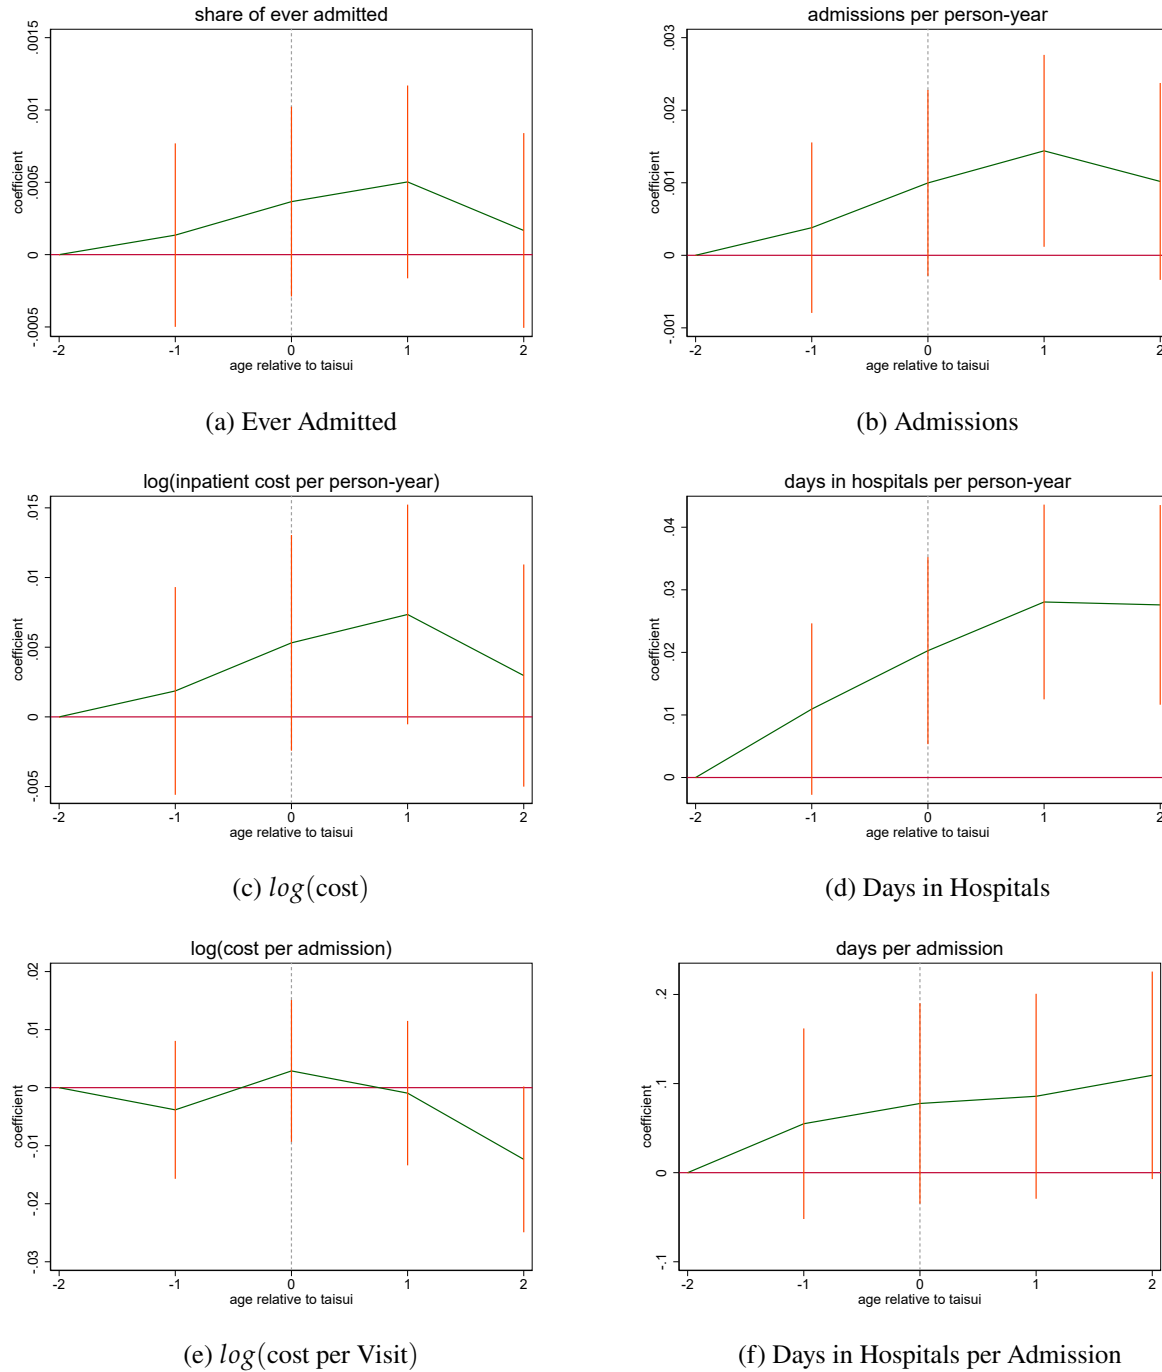 share of ever admitted
coefficient
-.0005 0 .0005 .001 .0015
-2 -1 0 1 2
age relative to taisui
(a) Ever Admitted
admissions per person-year
coefficient
-.001 0 .001 .002 .003
-2 -1 0 1 2
age relative to taisui
(b) Admissions
log(inpatient cost per person-year)
coefficient
-.005 0 .005 .01 .015
-2 -1 0 1 2
age relative to taisui
(c) log(cost)
days in hospitals per person-year
coefficient
0 .01 .02 .03 .04
-2 -1 0 1 2
age relative to taisui
(d) Days in Hospitals
log(cost per admission)
coefficient
-.03 -.02 -.01 0 .01 .02
-2 -1 0 1 2
age relative to taisui
(e) log(cost per Visit)
days per admission
coefficient
-.1 0 .1 .2
-2 -1 0 1 2
age relative to taisui
(f) Days in Hospitals per Admission